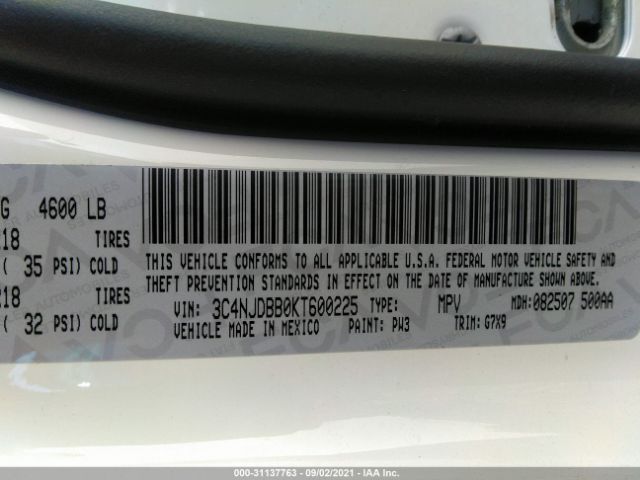 G 4600 LB
18 TIRES
( 35 PSI) COLD
18 TIRES
( 32 PSI) COLD
THIS VEHICLE CONFORMS TO ALL APPLICABLE U.S.A. FEDERAL MOTOR VEHICLE SAFETY AND
THEFT PREVENTION STANDARDS IN EFFECT ON THE DATE OF MANUFACTURE SHOWN ABOVE.
VIN: 3C4NJDBB0KT600225 TYPE: MPV MDH: 082507 500AA
VEHICLE MADE IN MEXICO PAINT: PW3 TRIM: G7X9
000-31137763 - 09/02/2021 - IAA Inc.